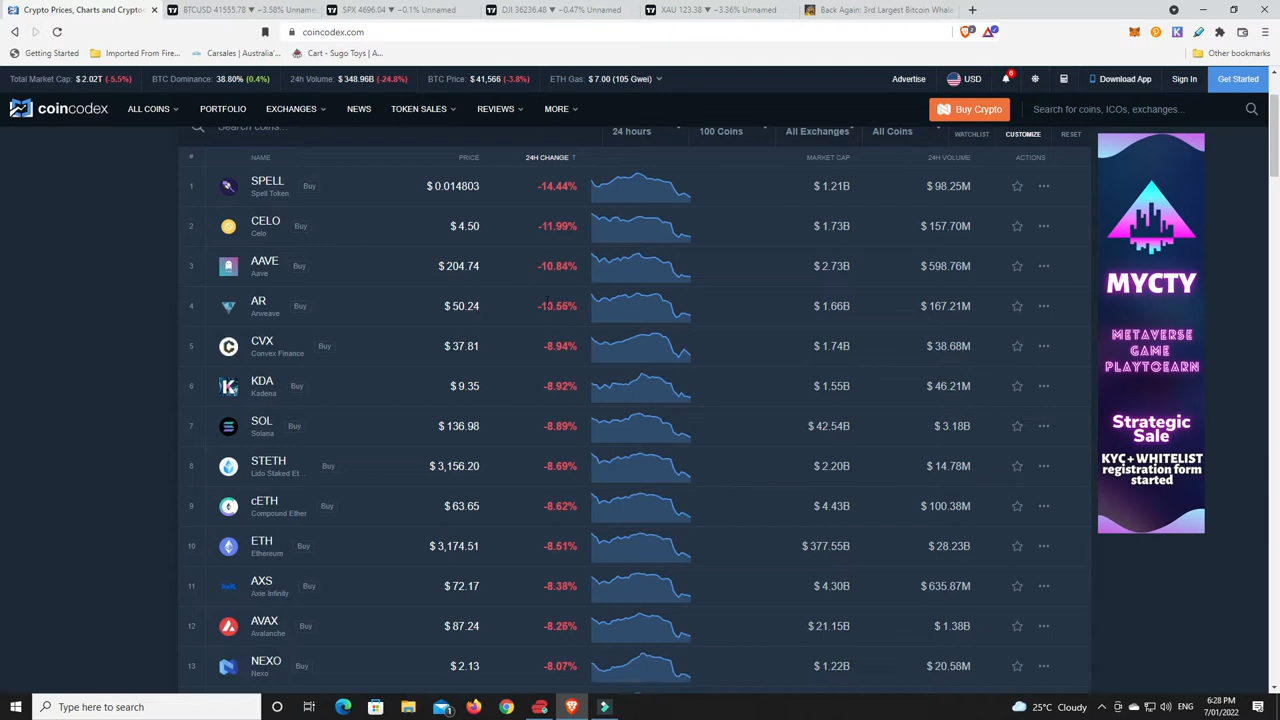 Crypto Prices, Charts and Cryptoc
BTCUSD 41555.78 ▼ −3.58% Unnamed
SPX 4696.04 ▼ −0.1% Unnamed
DJI 36236.48 ▼ −0.47% Unnamed
XAU 123.38 ▼ −3.36% Unnamed
Back Again: 3rd Largest Bitcoin Whale
coincodex.com
Getting Started
Imported From Fire...
Carsales | Australia's...
Cart - Sugo Toys | A...
Other bookmarks
Total Market Cap: $ 2.02T (-5.5%)
BTC Dominance: 38.80% (0.4%)
24h Volume: $ 348.96B (-24.8%)
BTC Price: $ 41,566 (-3.8%)
ETH Gas: $ 7.00 (105 Gwei)
Advertise
USD
6
Download App
Sign In
Get Started
coincodex
ALL COINS
PORTFOLIO
EXCHANGES
NEWS
TOKEN SALES
REVIEWS
MORE
Buy Crypto
Search for coins, ICOs, exchanges...
Search coins...
24 hours
100 Coins
All Exchanges
All Coins
WATCHLIST
CUSTOMIZE
RESET
# NAME PRICE 24H CHANGE ↑ MARKET CAP 24H VOLUME ACTIONS
1 SPELL Buy $ 0.014803 -14.44% $ 1.21B $ 98.25M
Spell Token
2 CELO Buy $ 4.50 -11.99% $ 1.73B $ 157.70M
Celo
3 AAVE Buy $ 204.74 -10.84% $ 2.73B $ 598.76M
Aave
4 AR Buy $ 50.24 -10.56% $ 1.66B $ 167.21M
Arweave
5 CVX Buy $ 37.81 -8.94% $ 1.74B $ 38.68M
Convex Finance
6 KDA Buy $ 9.35 -8.92% $ 1.55B $ 46.21M
Kadena
7 SOL Buy $ 136.98 -8.89% $ 42.54B $ 3.18B
Solana
8 STETH Buy $ 3,156.20 -8.69% $ 2.20B $ 14.78M
Lido Staked Et...
9 cETH Buy $ 63.65 -8.62% $ 4.43B $ 100.38M
Compound Ether
10 ETH Buy $ 3,174.51 -8.51% $ 377.55B $ 28.23B
Ethereum
11 AXS Buy $ 72.17 -8.38% $ 4.30B $ 635.87M
Axie Infinity
12 AVAX Buy $ 87.24 -8.26% $ 21.15B $ 1.38B
Avalanche
13 NEXO Buy $ 2.13 -8.07% $ 1.22B $ 20.58M
Nexo
MYCTY
METAVERSE
GAME
PLAYTOEARN
Strategic
Sale
KYC + WHITELIST
registration form
started
Type here to search
25°C Cloudy
ENG
6:28 PM
7/01/2022